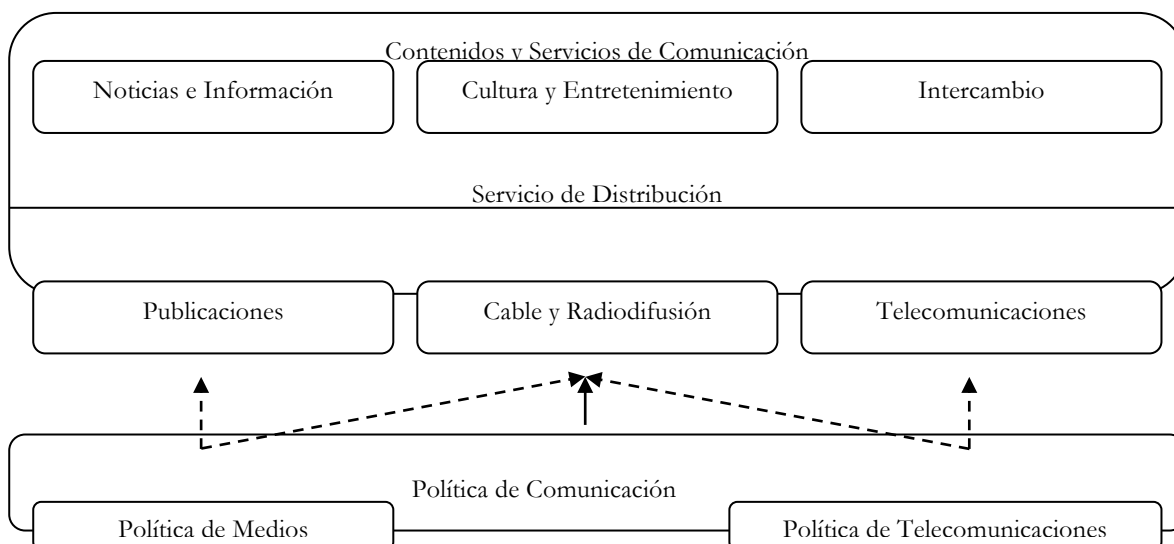 Contenidos y Servicios de Comunicación
Noticias e Información
Cultura y Entretenimiento
Intercambio
Servicio de Distribución
Publicaciones
Cable y Radiodifusión
Telecomunicaciones
Política de Comunicación
Política de Medios
Política de Telecomunicaciones